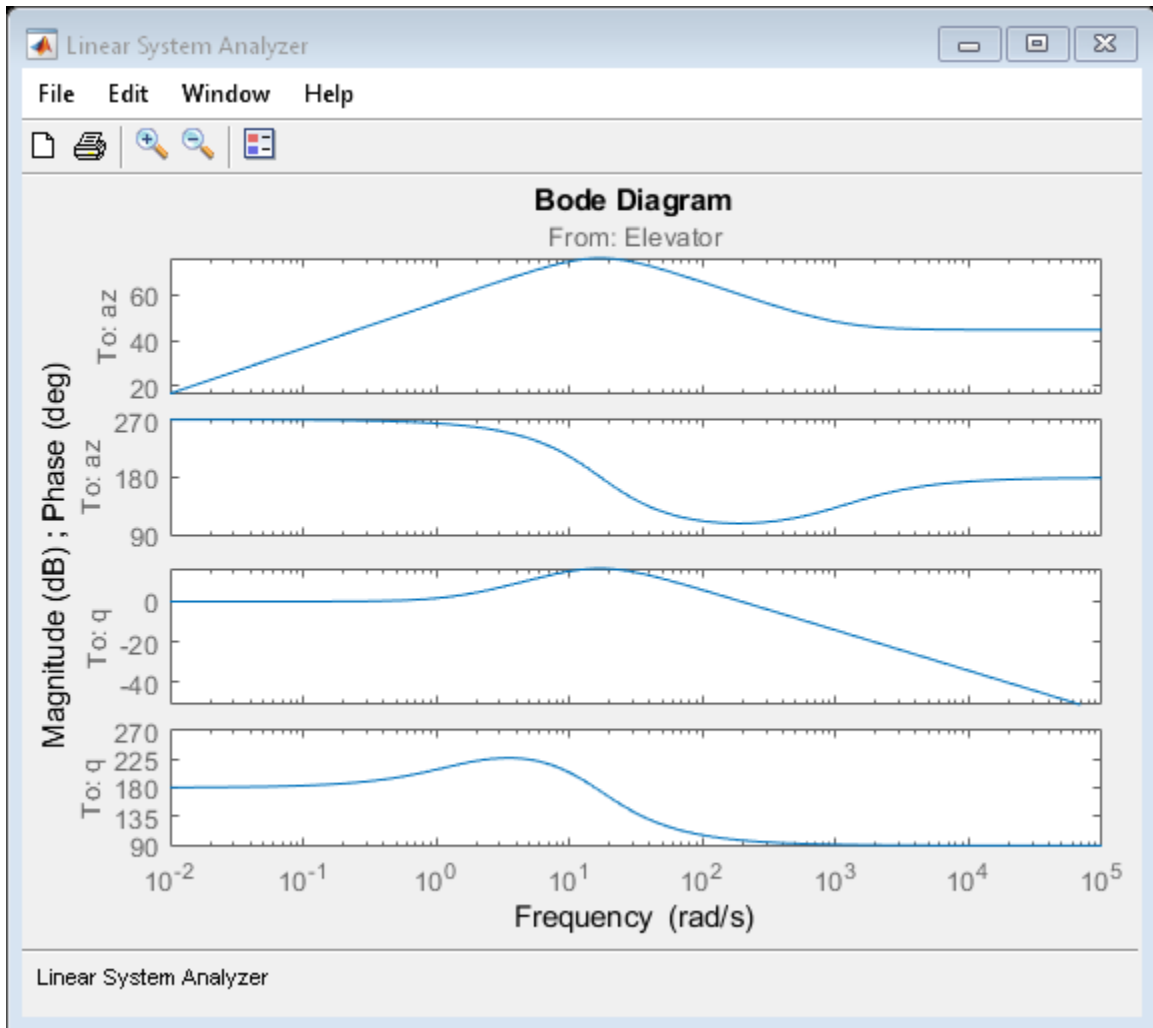 Linear System Analyzer
File Edit Window Help
Bode Diagram
From: Elevator
Magnitude (dB) ; Phase (deg)
To: az
60
40
20
To: az
270
180
90
To: q
0
-20
-40
To: q
270
225
180
135
90
10^-2 10^-1 10^0 10^1 10^2 10^3 10^4 10^5
Frequency (rad/s)
Linear System Analyzer